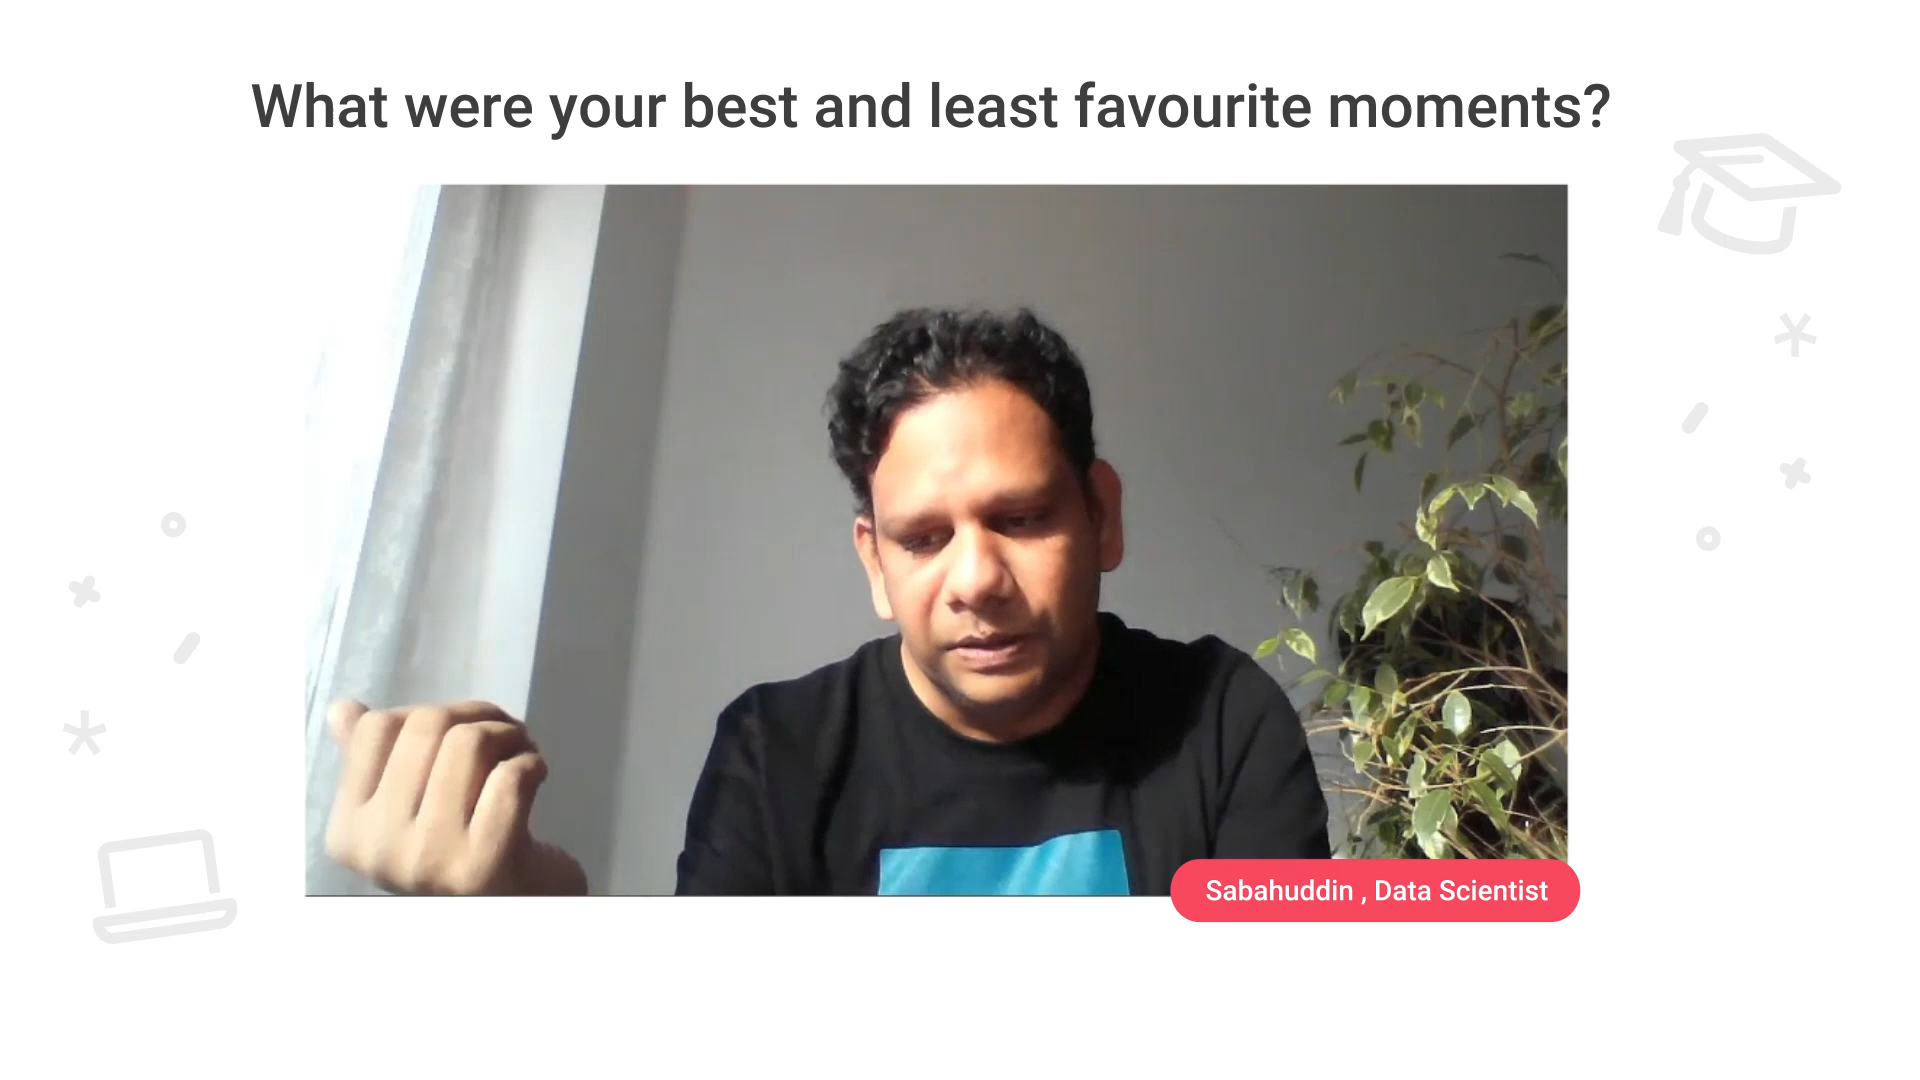 What were your best and least favourite moments?
Sabahuddin , Data Scientist